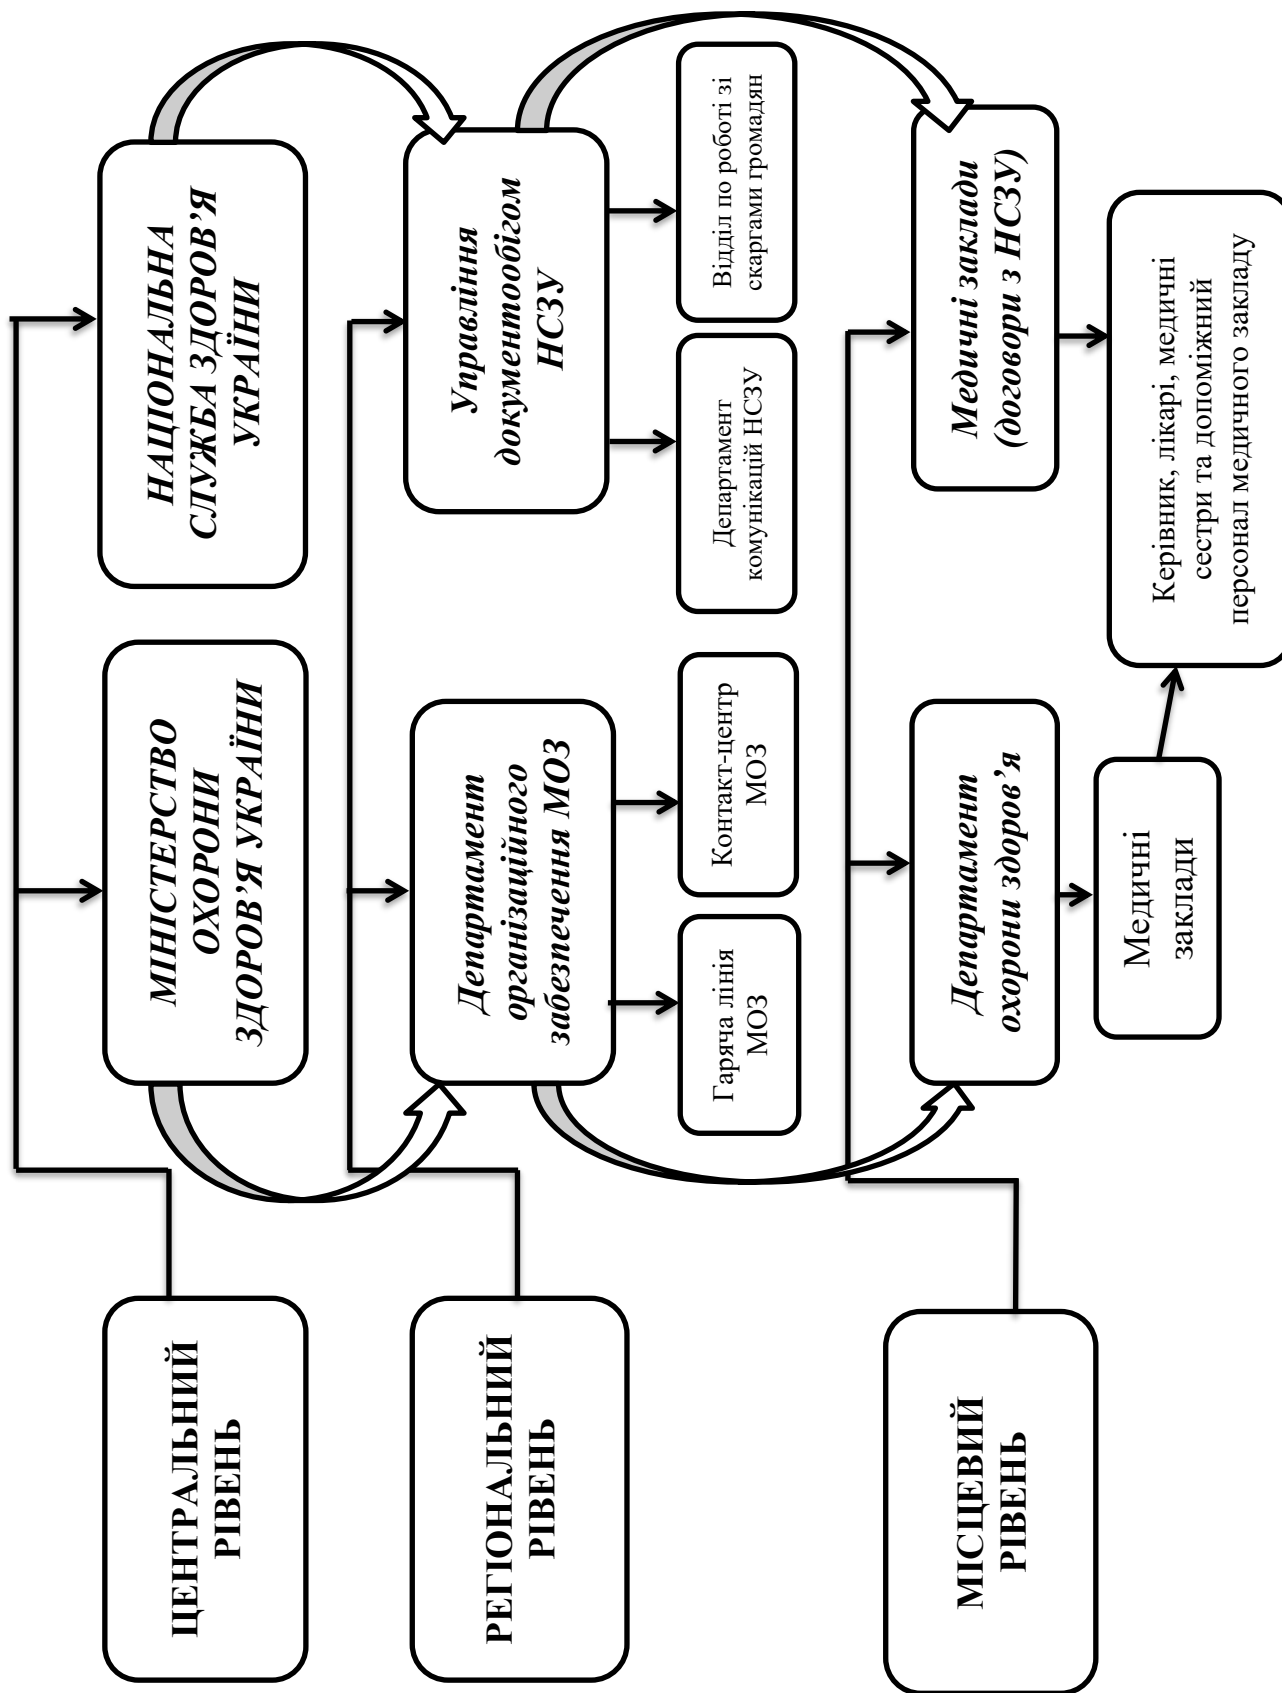 ЦЕНТРАЛЬНИЙ
РІВЕНЬ
МІНІСТЕРСТВО
ОХОРОНИ
ЗДОРОВ’Я УКРАЇНИ
НАЦІОНАЛЬНА
СЛУЖБА ЗДОРОВ’Я
УКРАЇНИ
РЕГІОНАЛЬНИЙ
РІВЕНЬ
Департамент
організаційного
забезпечення МОЗ
Управління
документообігом
НСЗУ
Гаряча лінія
МОЗ
Контакт-центр
МОЗ
Департамент
комунікацій НСЗУ
Відділ по роботі зі
скаргами громадян
МІСЦЕВИЙ
РІВЕНЬ
Департамент
охорони здоров’я
Медичні заклади
(договори з НСЗУ)
Медичні
заклади
Керівник, лікарі, медичні
сестри та допоміжний
персонал медичного закладу